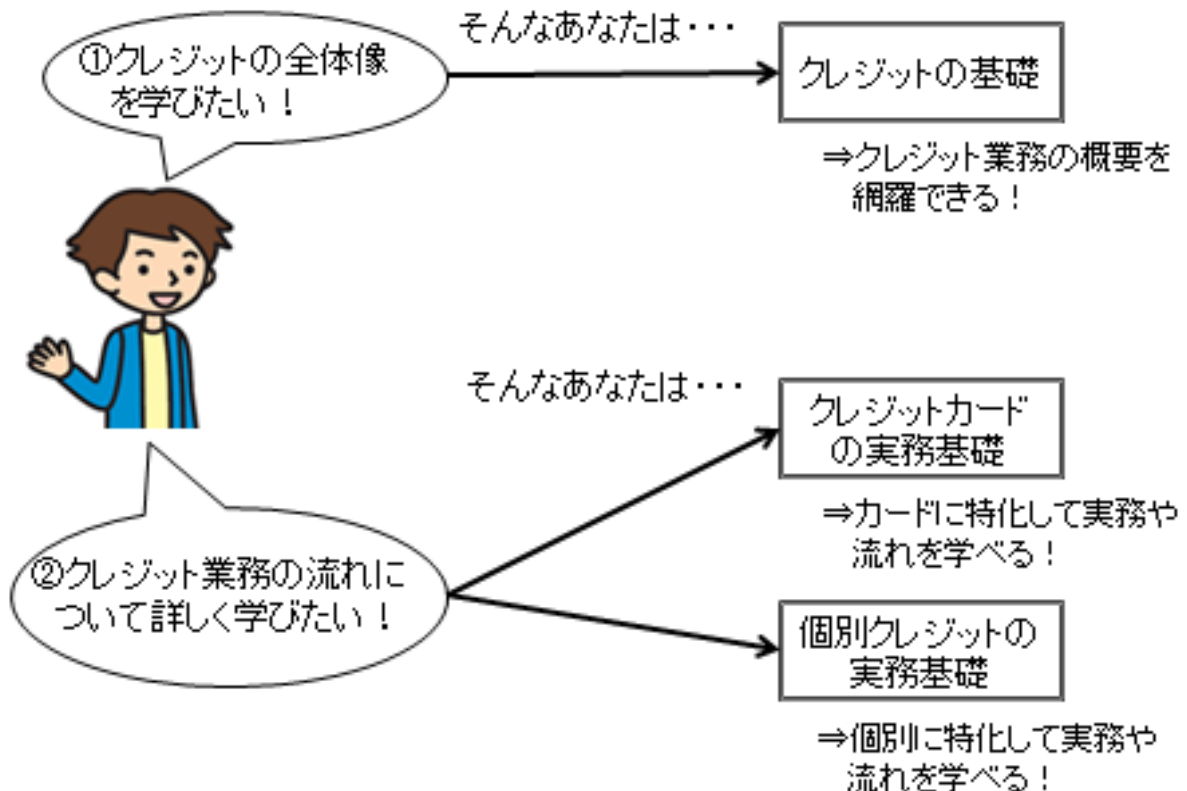 そんなあなたは・・・
①クレジットの全体像
を学びたい！
クレジットの基礎
⇒クレジット業務の概要を
網羅できる！
そんなあなたは・・・
クレジットカード
の実務基礎
⇒カードに特化して実務や
流れを学べる！
②クレジット業務の流れに
ついて詳しく学びたい！
個別クレジットの
実務基礎
⇒個別に特化して実務や
流れを学べる！